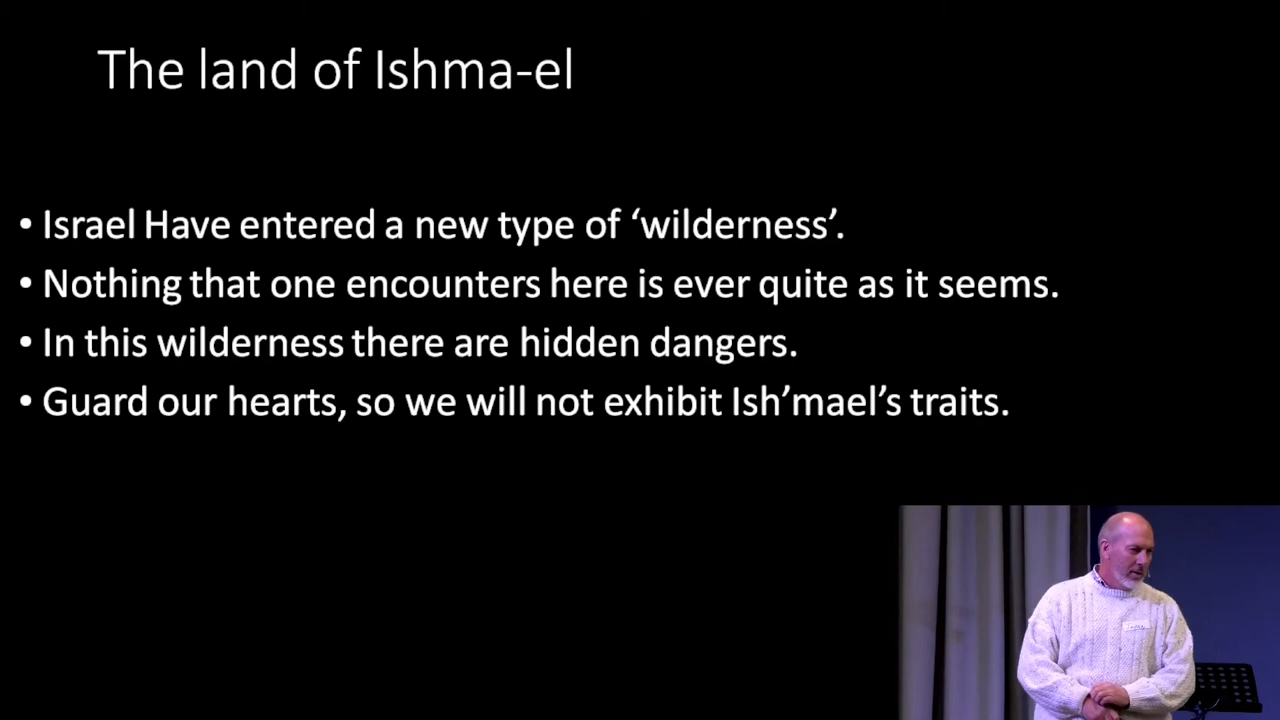 The land of Ishma-el
• Israel Have entered a new type of ‘wilderness’.
• Nothing that one encounters here is ever quite as it seems.
• In this wilderness there are hidden dangers.
• Guard our hearts, so we will not exhibit Ish’mael’s traits.